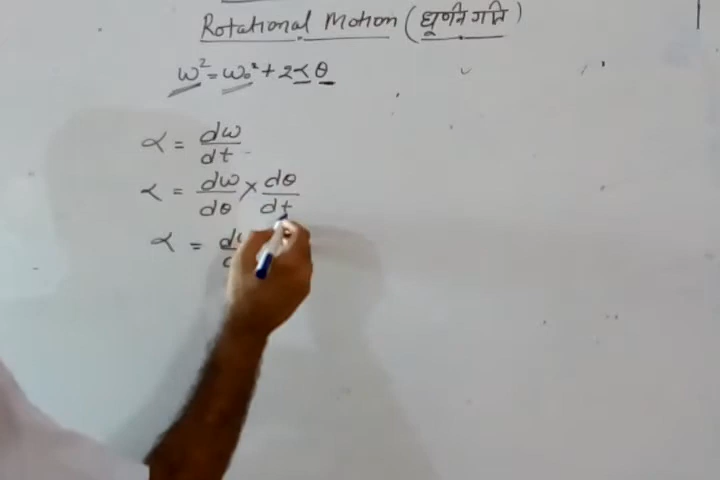 Rotational Motion (घूर्णन गति)
ω² = ω₀² + 2αθ
α = dω/dt
α = dω/dθ × dθ/dt
α =